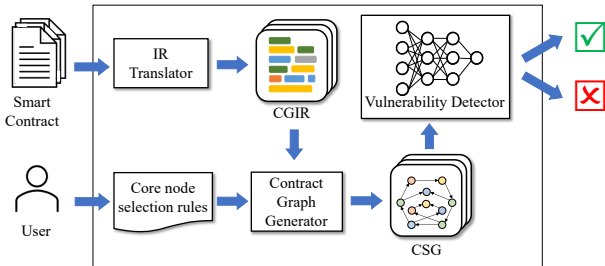 Smart
Contract
IR
Translator
CGIR
Vulnerability Detector
User
Core node
selection rules
Contract
Graph
Generator
CSG